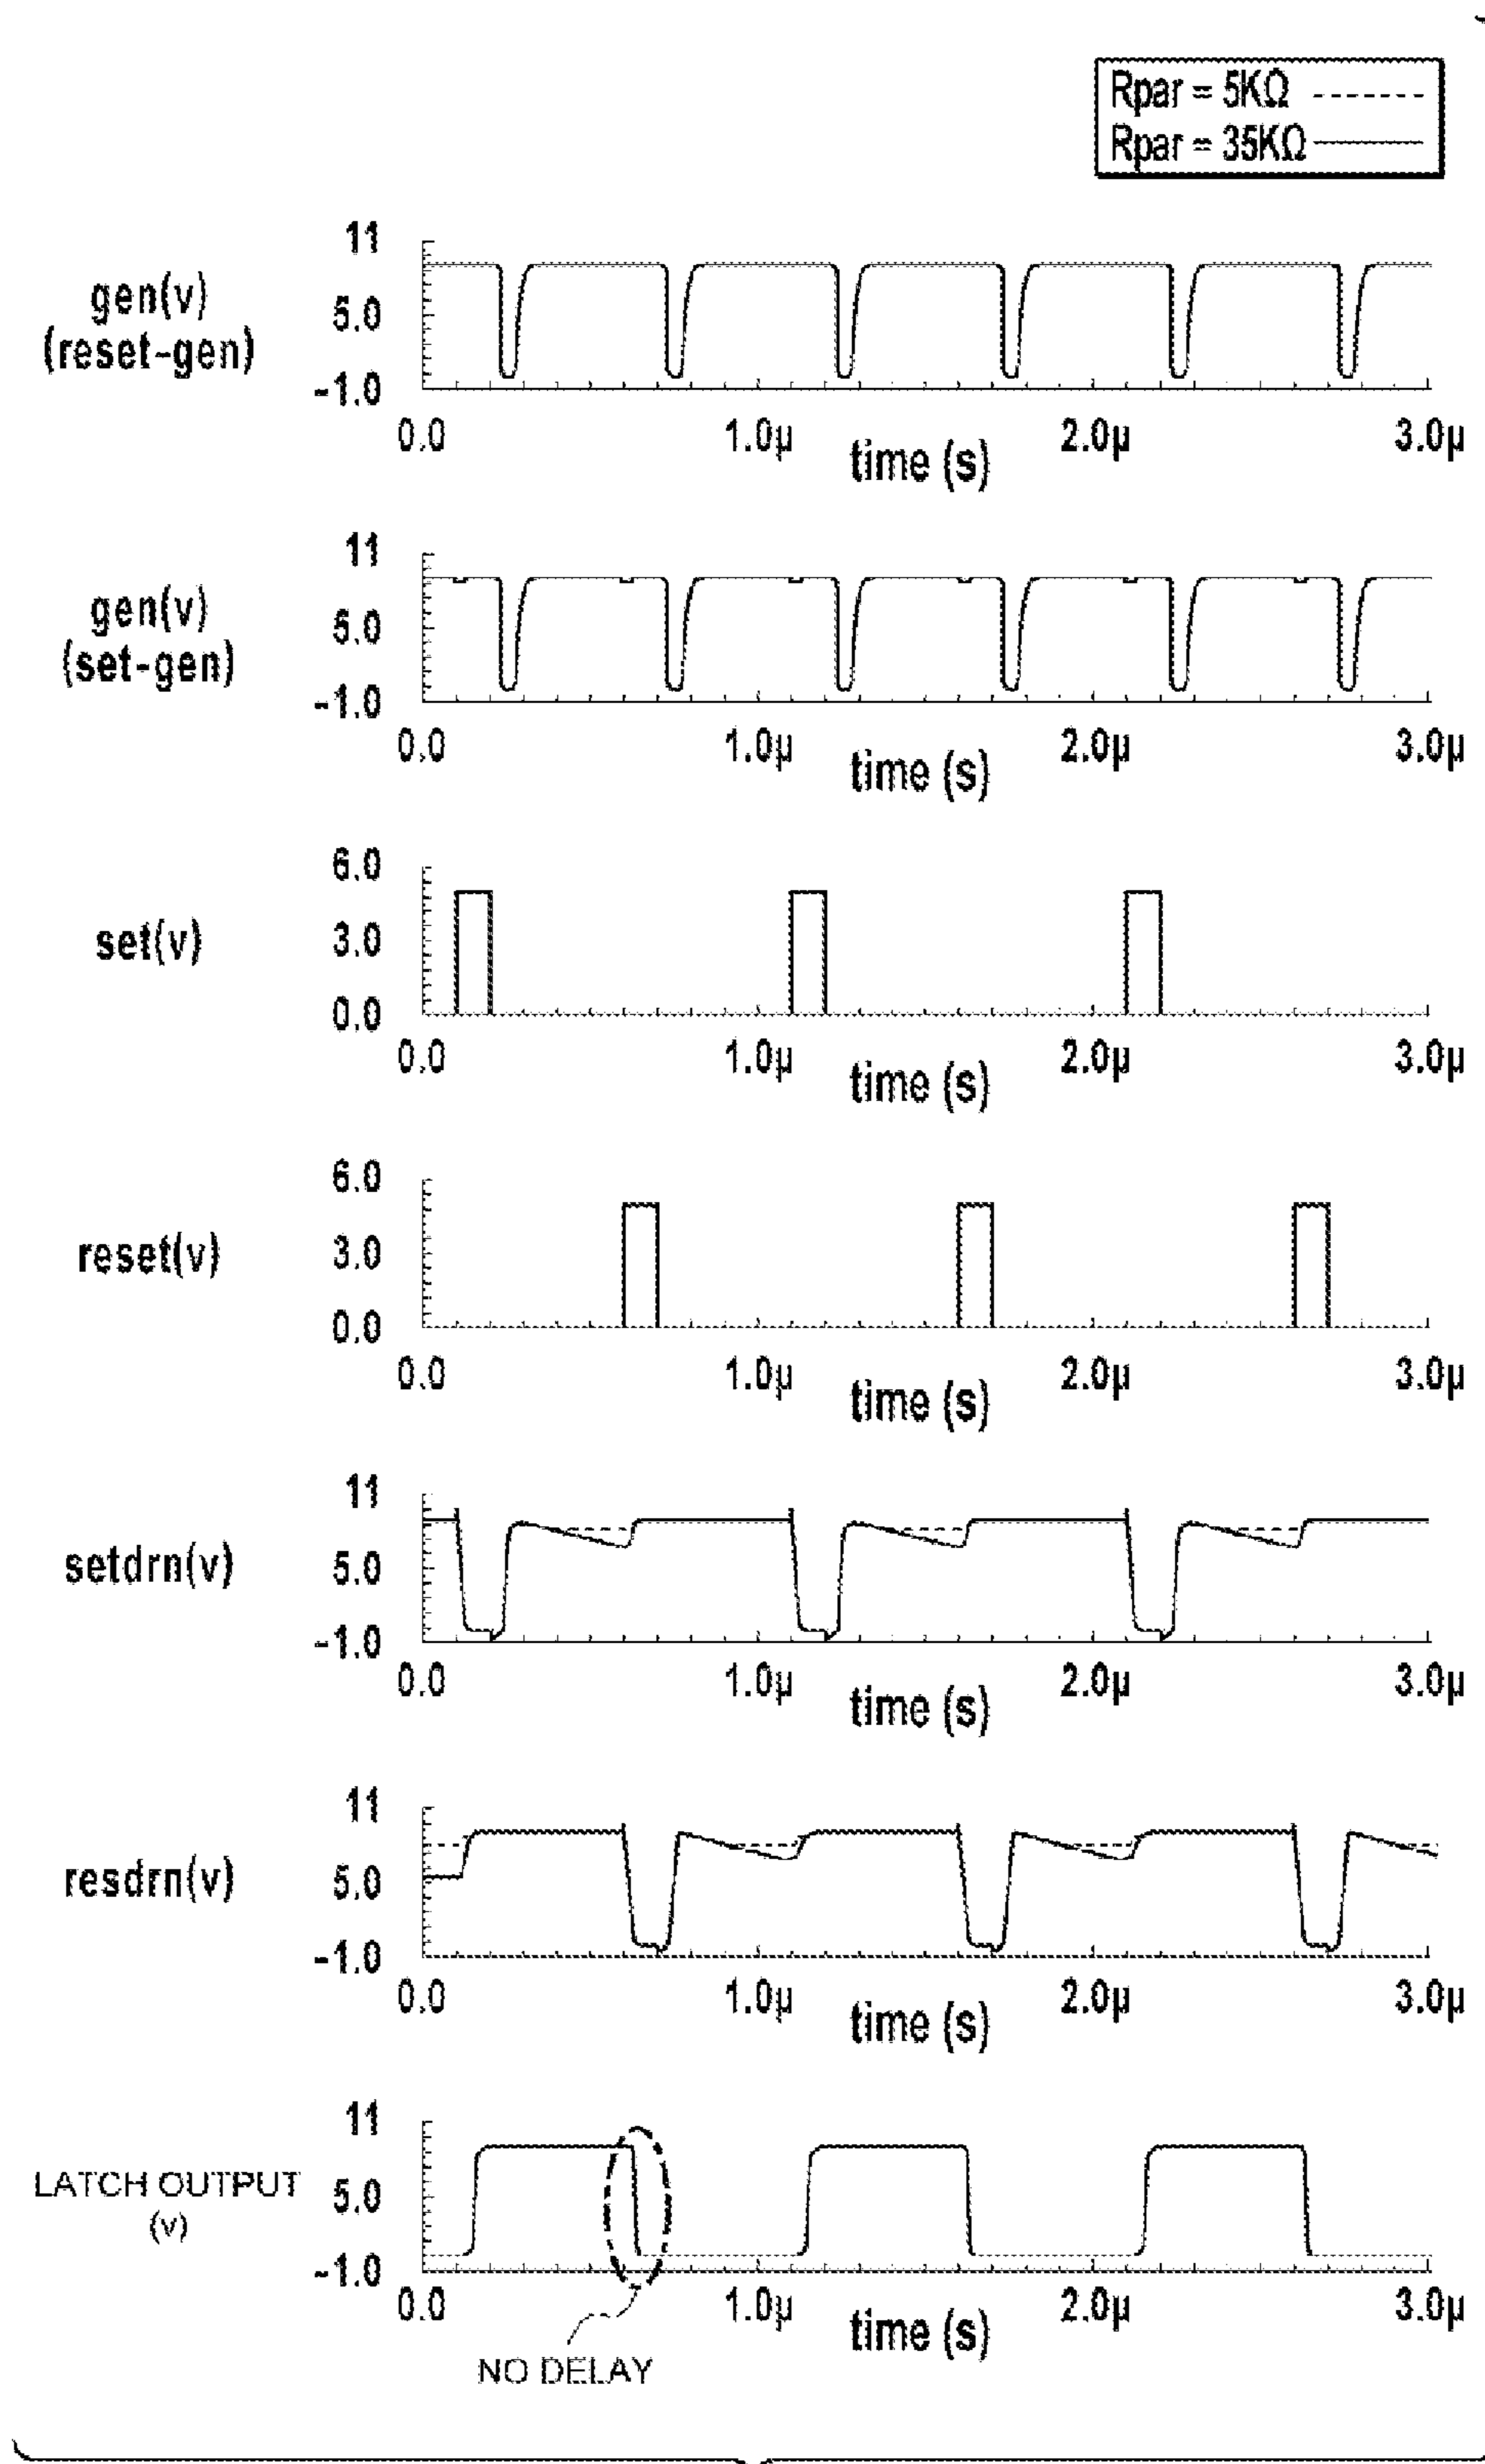 Rpar = 5KΩ
Rpar = 35KΩ
11
gen(v)
(reset-gen)
5.0
-1.0
0.0 1.0µ time (s) 2.0µ 3.0µ
11
gen(v)
(set-gen)
5.0
-1.0
0.0 1.0µ time (s) 2.0µ 3.0µ
6.0
set(v) 3.0
0.0
0.0 1.0µ time (s) 2.0µ 3.0µ
6.0
reset(v) 3.0
0.0
0.0 1.0µ time (s) 2.0µ 3.0µ
11
setdrn(v) 5.0
-1.0
0.0 1.0µ time (s) 2.0µ 3.0µ
11
resdrn(v) 5.0
-1.0
0.0 1.0µ time (s) 2.0µ 3.0µ
11
LATCH OUTPUT
(v)
5.0
-1.0
0.0 1.0µ time (s) 2.0µ 3.0µ
NO DELAY